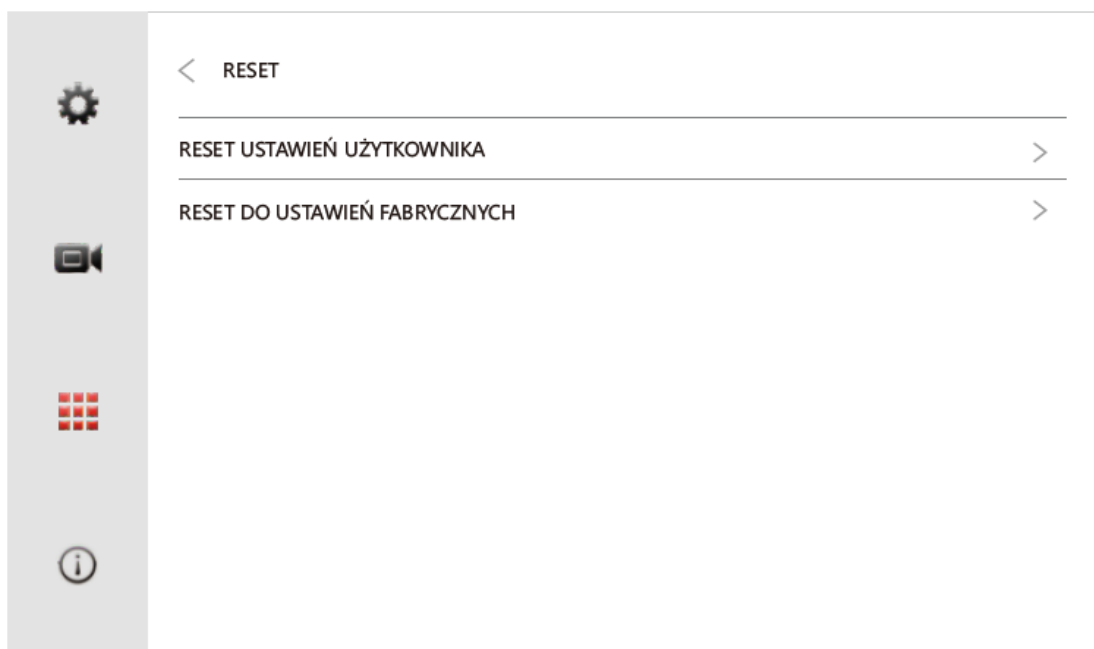 RESET
RESET USTAWIEŃ UŻYTKOWNIKA
RESET DO USTAWIEŃ FABRYCZNYCH